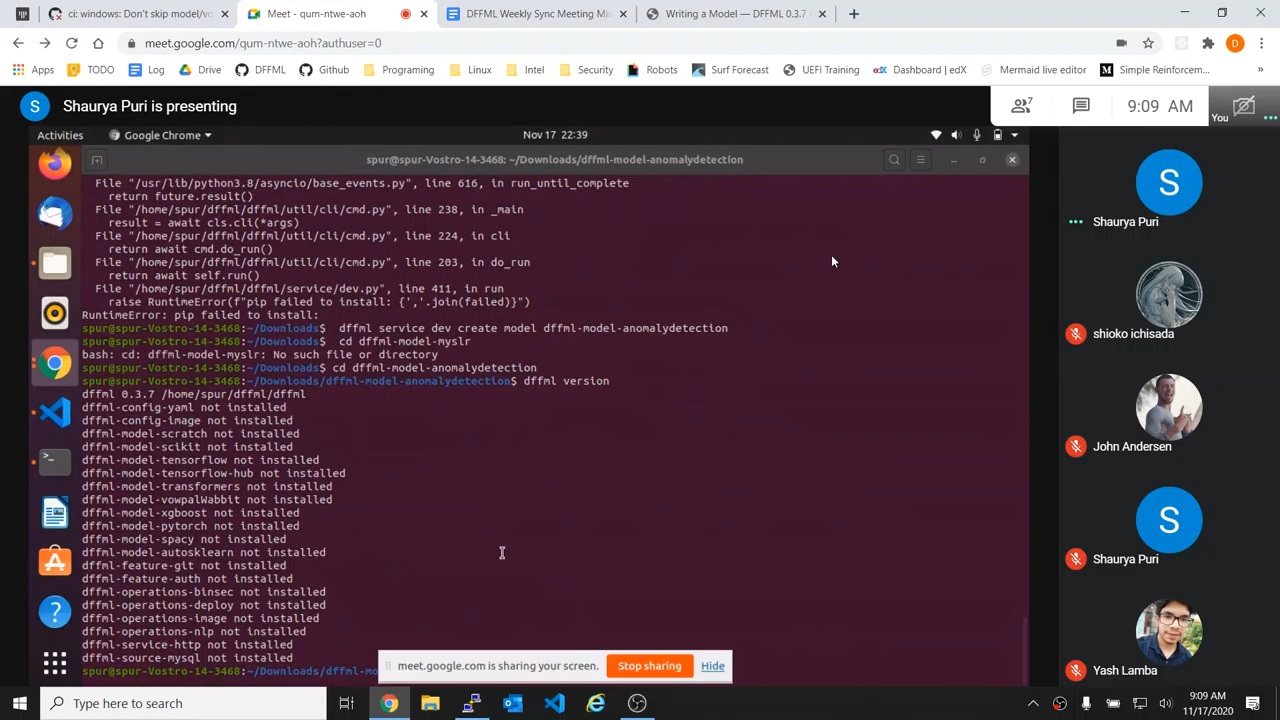 ci: windows: Don't skip model/vo
Meet - qum-ntwe-aoh
DFFML Weekly Sync Meeting Mi
Writing a Model — DFFML 0.3.7
meet.google.com/qum-ntwe-aoh?authuser=0
D
Apps
TODO
Log
Drive
DFFML
Github
Programing
Linux
Intel
Security
Robots
Surf Forecast
UEFI Training
Dashboard | edX
Mermaid live editor
Simple Reinforcem...
S
Shaurya Puri is presenting
7
9:09 AM
You
Activities
Google Chrome
Nov 17 22:39
spur@spur-Vostro-14-3468: ~/Downloads/dffml-model-anomalydetection
File "/usr/lib/python3.8/asyncio/base_events.py", line 616, in run_until_complete
return future.result()
File "/home/spur/dffml/dffml/util/cli/cmd.py", line 238, in _main
result = await cls.cli(*args)
File "/home/spur/dffml/dffml/util/cli/cmd.py", line 224, in cli
return await cmd.do_run()
File "/home/spur/dffml/dffml/util/cli/cmd.py", line 203, in do_run
return await self.run()
File "/home/spur/dffml/dffml/service/dev.py", line 411, in run
raise RuntimeError(f"pip failed to install: {','.join(failed)}")
RuntimeError: pip failed to install:
spur@spur-Vostro-14-3468:~/Downloads$ dffml service dev create model dffml-model-anomalydetection
spur@spur-Vostro-14-3468:~/Downloads$ cd dffml-model-myslr
bash: cd: dffml-model-myslr: No such file or directory
spur@spur-Vostro-14-3468:~/Downloads$ cd dffml-model-anomalydetection
spur@spur-Vostro-14-3468:~/Downloads/dffml-model-anomalydetection$ dffml version
dffml 0.3.7 /home/spur/dffml/dffml
dffml-config-yaml not installed
dffml-config-image not installed
dffml-model-scratch not installed
dffml-model-scikit not installed
dffml-model-tensorflow not installed
dffml-model-tensorflow-hub not installed
dffml-model-transformers not installed
dffml-model-vowpalWabbit not installed
dffml-model-xgboost not installed
dffml-model-pytorch not installed
dffml-model-spacy not installed
dffml-model-autosklearn not installed
dffml-feature-git not installed
dffml-feature-auth not installed
dffml-operations-binsec not installed
dffml-operations-deploy not installed
dffml-operations-image not installed
dffml-operations-nlp not installed
dffml-service-http not installed
dffml-source-mysql not installed
spur@spur-Vostro-14-3468:~/Downloads/dffml-mo
meet.google.com is sharing your screen.
Stop sharing
Hide
S
Shaurya Puri
shioko ichisada
John Andersen
S
Shaurya Puri
Yash Lamba
Type here to search
9:09 AM
11/17/2020